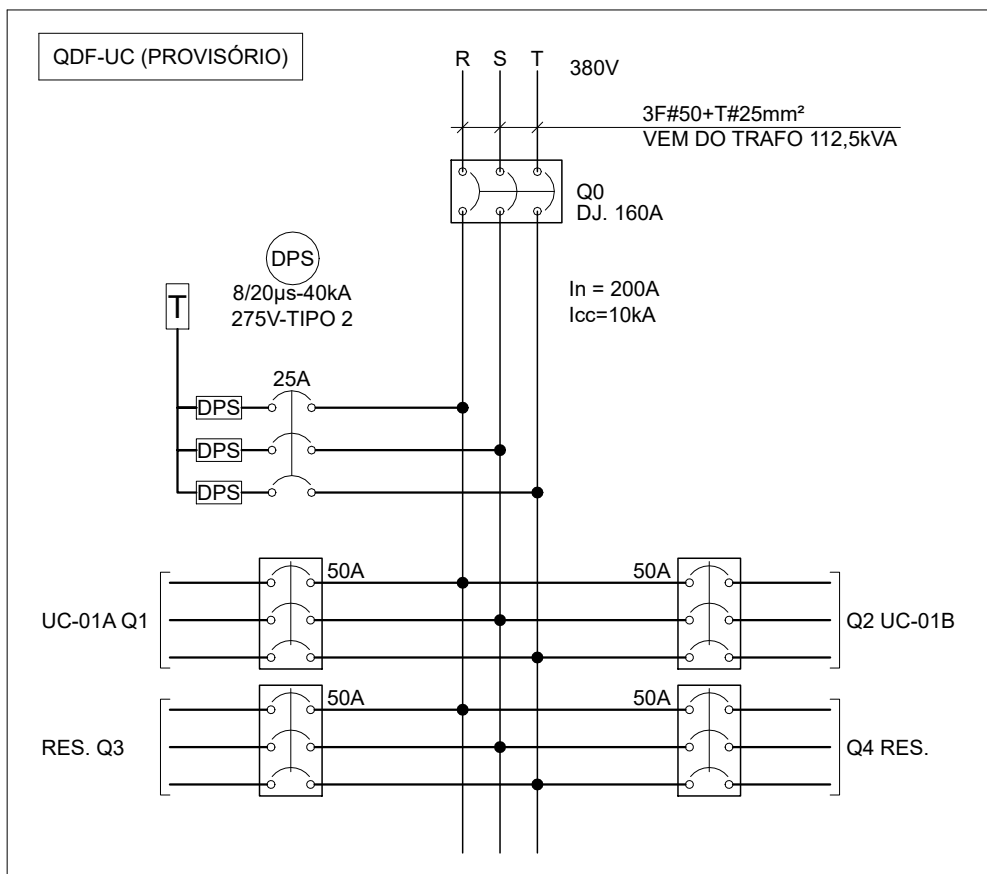 QDF-UC (PROVISÓRIO)
R S T 380V
3F#50+T#25mm²
VEM DO TRAFO 112,5kVA
Q0
DJ. 160A
DPS
8/20µs-40kA
275V-TIPO 2
T
In = 200A
Icc=10kA
25A
DPS
DPS
DPS
50A 50A
UC-01A Q1 Q2 UC-01B
50A 50A
RES. Q3 Q4 RES.